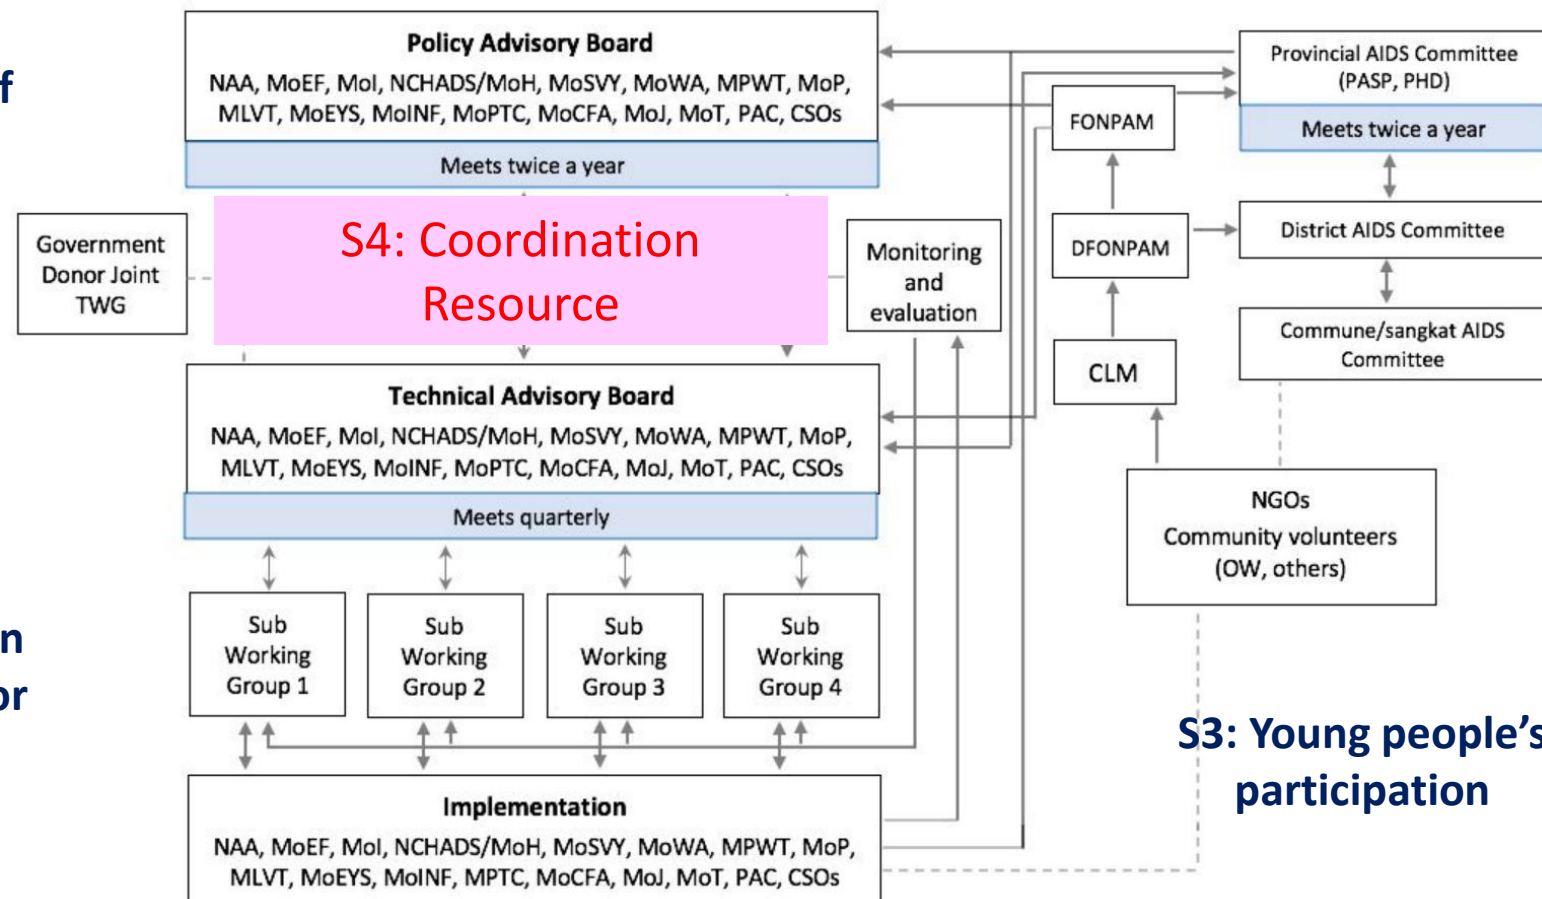 of
Policy Advisory Board
NAA, MoEF, MoI, NCHADS/MoH, MoSVY, MoWA, MPWT, MoP,
MLVT, MoEYS, MoINF, MoPTC, MoCFA, MoJ, MoT, PAC, CSOs
Meets twice a year
Provincial AIDS Committee
(PASP, PHD)
Meets twice a year
FONPAM
Government
Donor Joint
TWG
S4: Coordination
Resource
Monitoring
and
evaluation
DFONPAM
District AIDS Committee
CLM
Commune/sangkat AIDS
Committee
Technical Advisory Board
NAA, MoEF, MoI, NCHADS/MoH, MoSVY, MoWA, MPWT, MoP,
MLVT, MoEYS, MoINF, MoPTC, MoCFA, MoJ, MoT, PAC, CSOs
Meets quarterly
NGOs
Community volunteers
(OW, others)
n
or
Sub
Working
Group 1
Sub
Working
Group 2
Sub
Working
Group 3
Sub
Working
Group 4
S3: Young people's
participation
Implementation
NAA, MoEF, MoI, NCHADS/MoH, MoSVY, MoWA, MPWT, MoP,
MLVT, MoEYS, MoINF, MPTC, MoCFA, MoJ, MoT, PAC, CSOs